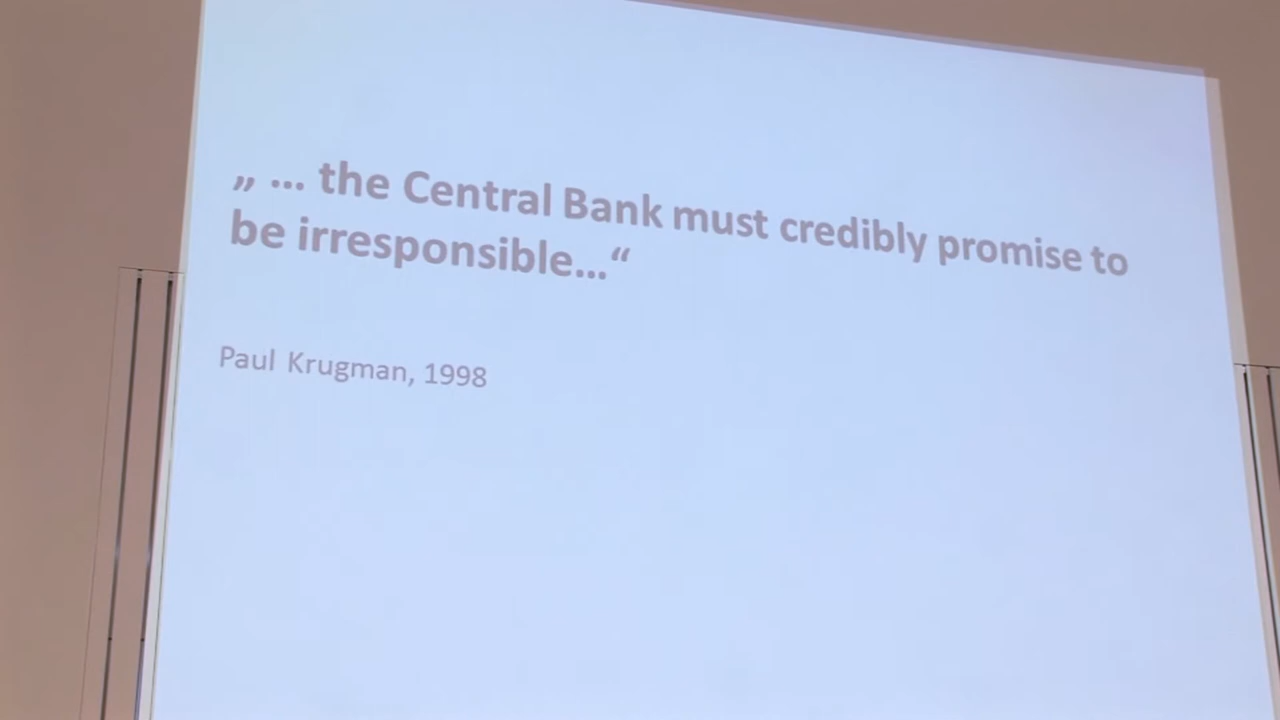 „ … the Central Bank must credibly promise to
be irresponsible…“
Paul Krugman, 1998